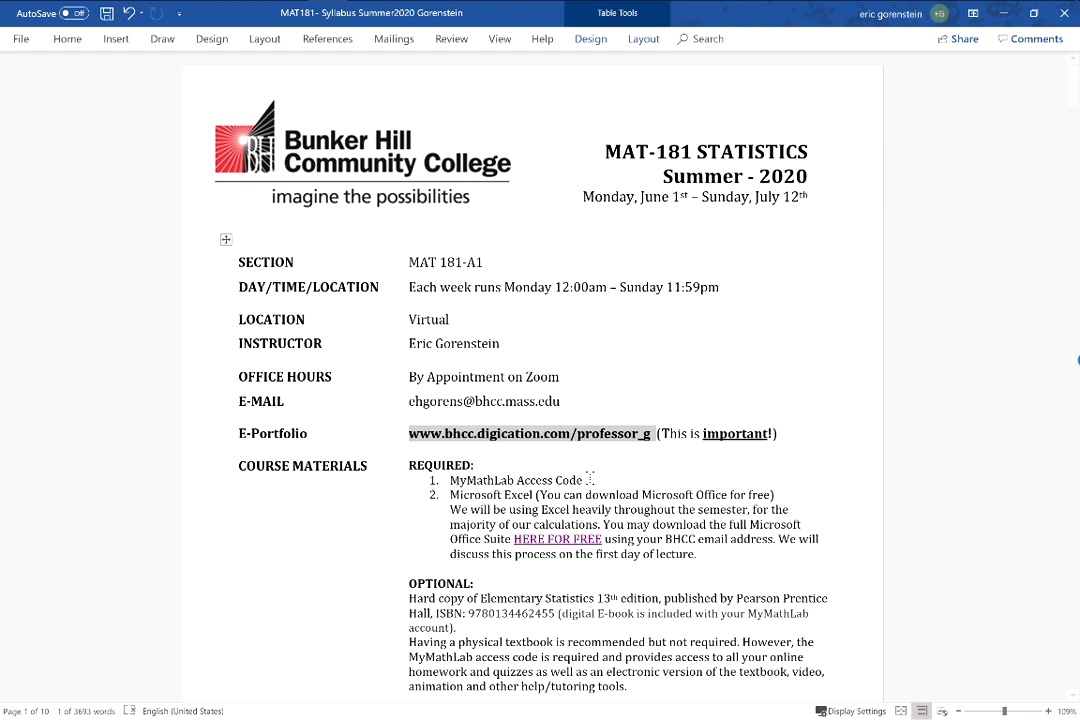 AutoSave Off
MAT181- Syllabus Summer2020 Gorenstein
Table Tools
eric gorenstein
EG
File Home Insert Draw Design Layout References Mailings Review View Help Design Layout Search
Share Comments
Bunker Hill
Community College
imagine the possibilities
MAT-181 STATISTICS
Summer - 2020
Monday, June 1st – Sunday, July 12th
SECTION MAT 181-A1
DAY/TIME/LOCATION Each week runs Monday 12:00am – Sunday 11:59pm
LOCATION Virtual
INSTRUCTOR Eric Gorenstein
OFFICE HOURS By Appointment on Zoom
E-MAIL ehgorens@bhcc.mass.edu
E-Portfolio www.bhcc.digication.com/professor_g (This is important!)
COURSE MATERIALS REQUIRED:
1. MyMathLab Access Code
2. Microsoft Excel (You can download Microsoft Office for free)
We will be using Excel heavily throughout the semester, for the
majority of our calculations. You may download the full Microsoft
Office Suite HERE FOR FREE using your BHCC email address. We will
discuss this process on the first day of lecture.
OPTIONAL:
Hard copy of Elementary Statistics 13th edition, published by Pearson Prentice
Hall, ISBN: 9780134462455 (digital E-book is included with your MyMathLab
account).
Having a physical textbook is recommended but not required. However, the
MyMathLab access code is required and provides access to all your online
homework and quizzes as well as an electronic version of the textbook, video,
animation and other help/tutoring tools.
Page 1 of 10 1 of 3693 words English (United States)
Display Settings
109%